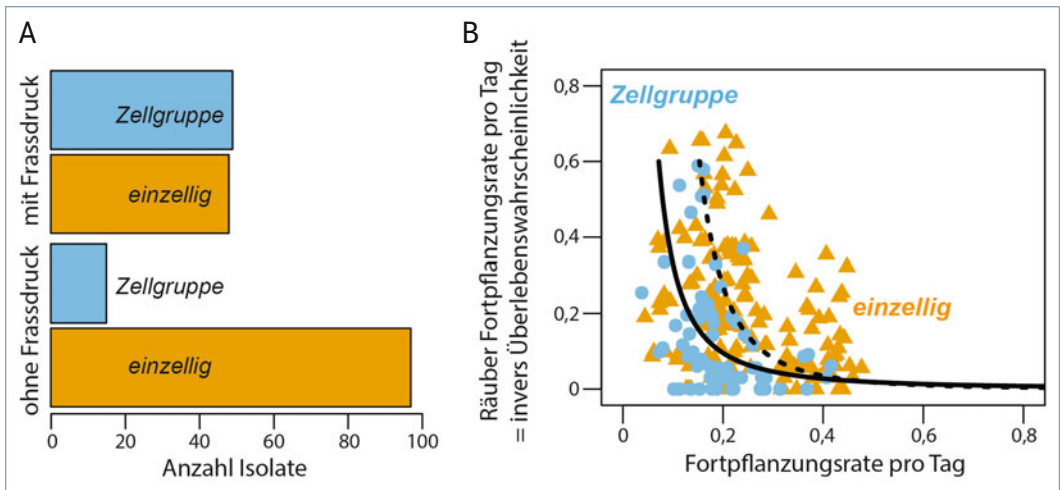 A
mit Frassdruck
ohne Frassdruck
Zellgruppe
einzellig
Zellgruppe
einzellig
0
20
40
60
80
100
Anzahl Isolate
B
Räuber Fortpflanzungsrate pro Tag
= invers Überlebenswahrscheinlichkeit
0,8
0,6
0,4
0,2
0
Zellgruppe
einzellig
0
0,2
0,4
0,6
0,8
Fortpflanzungsrate pro Tag